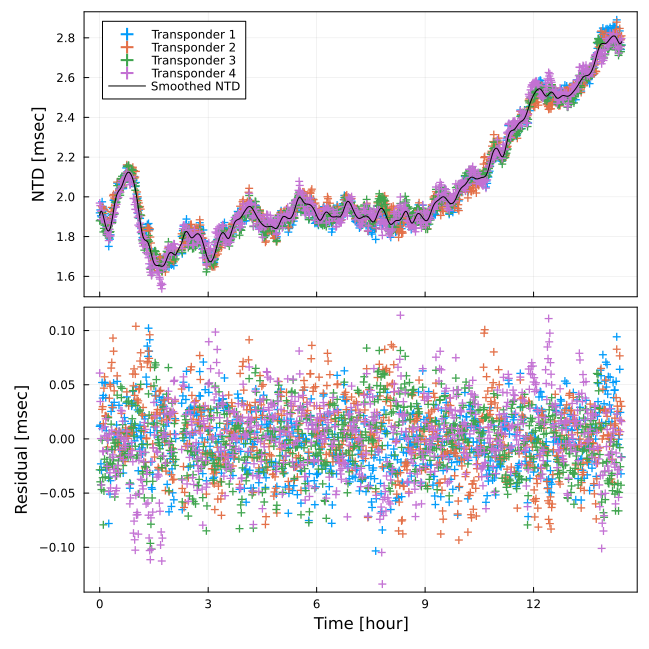 2.8
2.6
2.4
2.2
2.0
1.8
1.6
NTD [msec]
Transponder 1
Transponder 2
Transponder 3
Transponder 4
Smoothed NTD
0.10
0.05
0.00
−0.05
−0.10
Residual [msec]
0
3
6
9
12
Time [hour]